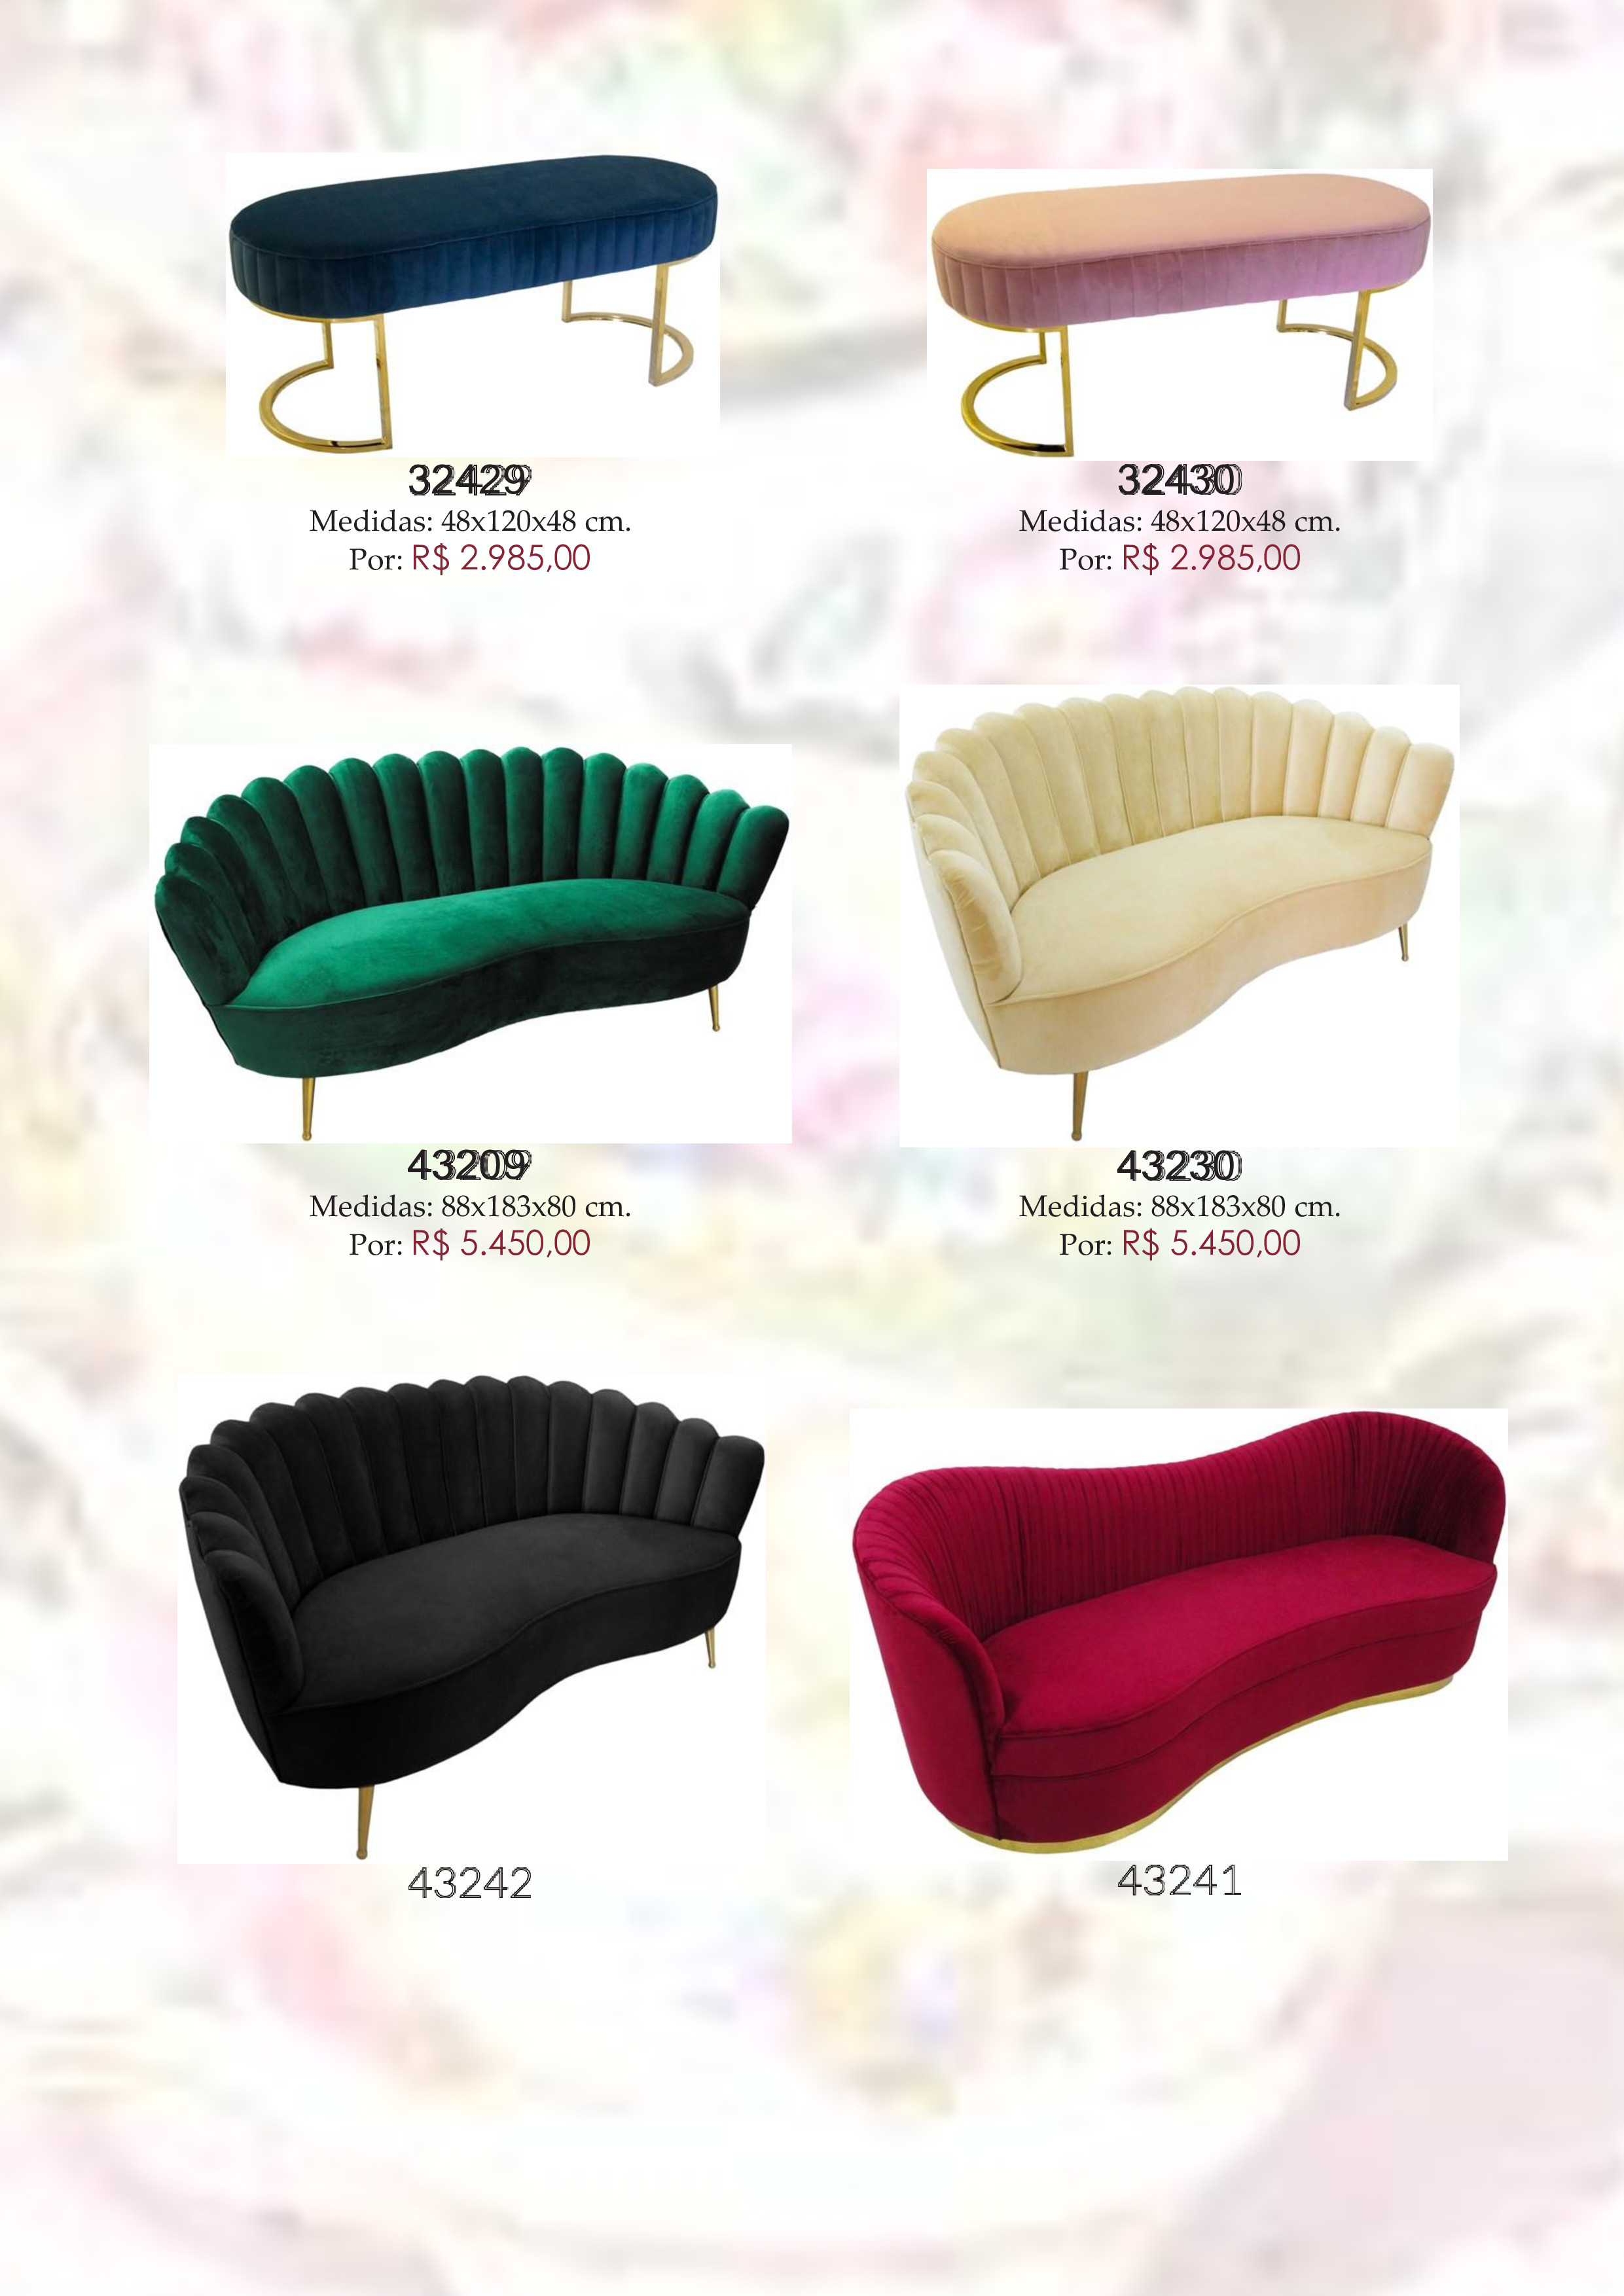 32429
Medidas: 48x120x48 cm.
Por: R$ 2.985,00
32430
Medidas: 48x120x48 cm.
Por: R$ 2.985,00
43209
Medidas: 88x183x80 cm.
Por: R$ 5.450,00
43230
Medidas: 88x183x80 cm.
Por: R$ 5.450,00
43242
43241